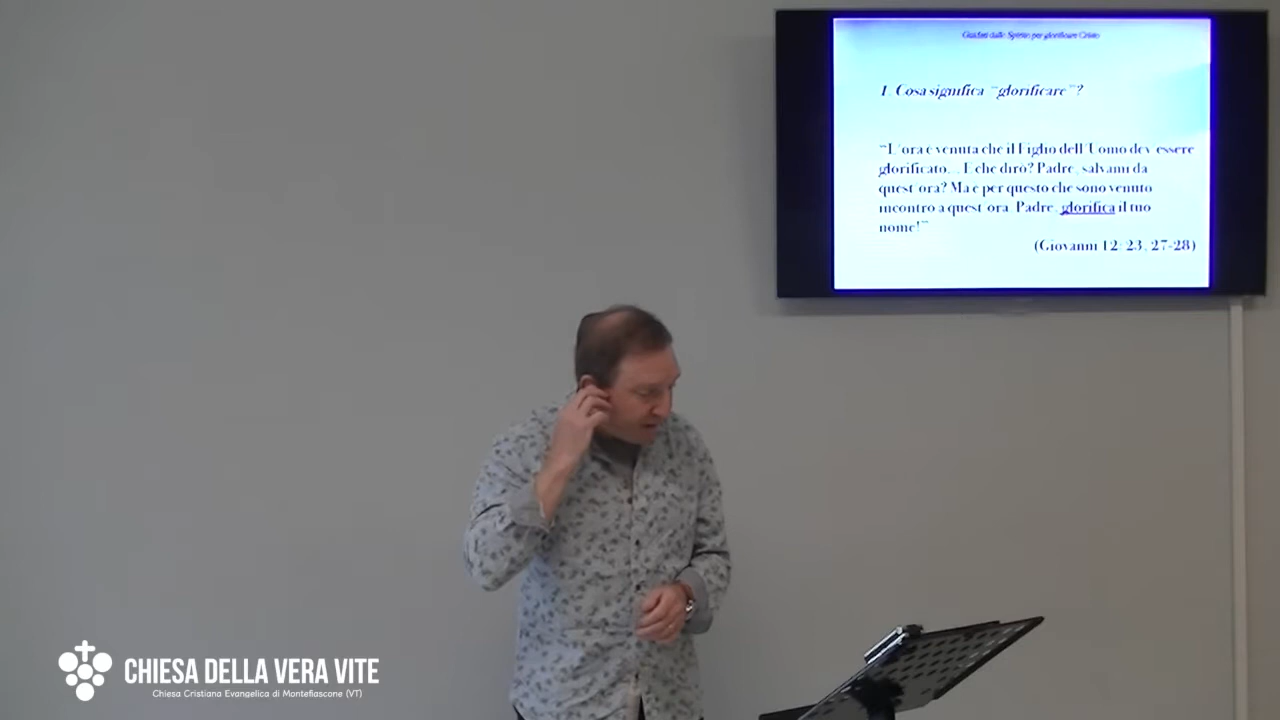 Guidati dallo Spirito per glorificare Cristo
1. Cosa significa “glorificare”?
“L'ora è venuta che il Figlio dell'Uomo dev'essere
glorificato... E che dirò? Padre, salvami da
quest'ora? Ma è per questo che sono venuto
incontro a quest'ora. Padre, glorifica il tuo
nome!”
(Giovanni 12: 23, 27-28)
CHIESA DELLA VERA VITE
Chiesa Cristiana Evangelica di Montefiascone (VT)